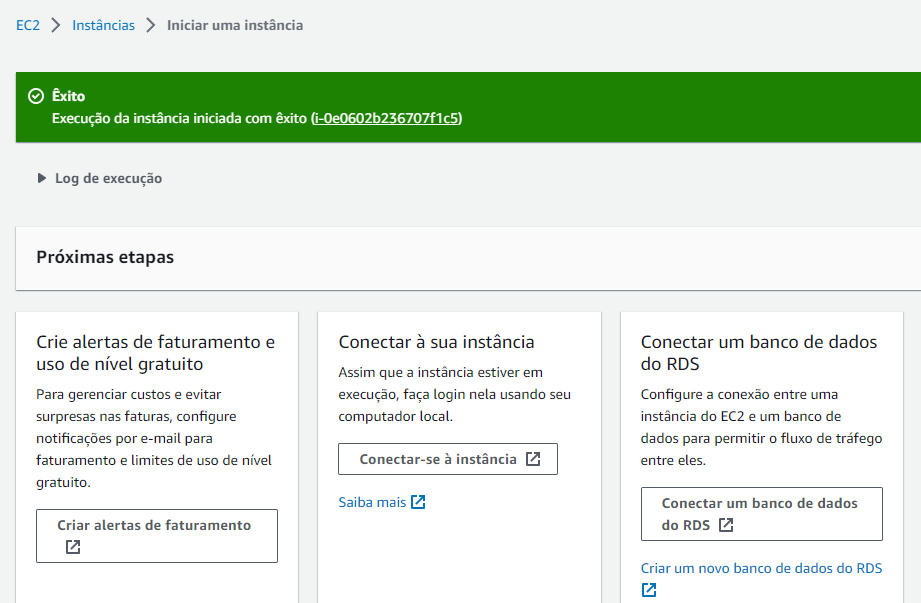 EC2 > Instâncias > Iniciar uma instância
Êxito
Execução da instância iniciada com êxito (i-0e0602b236707f1c5)
Log de execução
Próximas etapas
Crie alertas de faturamento e
uso de nível gratuito
Para gerenciar custos e evitar
surpresas nas faturas, configure
notificações por e-mail para
faturamento e limites de uso de nível
gratuito.
Criar alertas de faturamento
Conectar à sua instância
Assim que a instância estiver em
execução, faça login nela usando seu
computador local.
Conectar-se à instância
Saiba mais
Conectar um banco de dados
do RDS
Configure a conexão entre uma
instância do EC2 e um banco de
dados para permitir o fluxo de tráfego
entre eles.
Conectar um banco de dados
do RDS
Criar um novo banco de dados do RDS